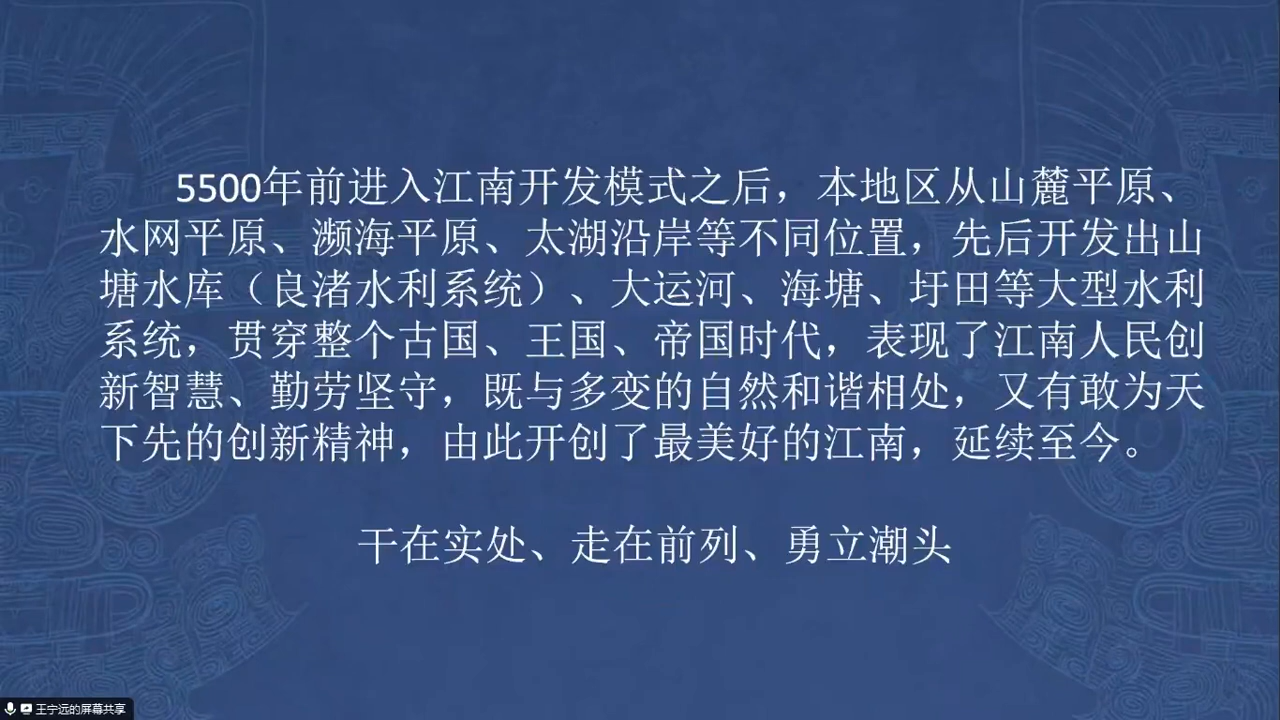 5500年前进入江南开发模式之后，本地区从山麓平原、
水网平原、濒海平原、太湖沿岸等不同位置，先后开发出山
塘水库（良渚水利系统）、大运河、海塘、圩田等大型水利
系统，贯穿整个古国、王国、帝国时代，表现了江南人民创
新智慧、勤劳坚守，既与多变的自然和谐相处，又有敢为天
下先的创新精神，由此开创了最美好的江南，延续至今。
干在实处、走在前列、勇立潮头
王宁远的屏幕共享